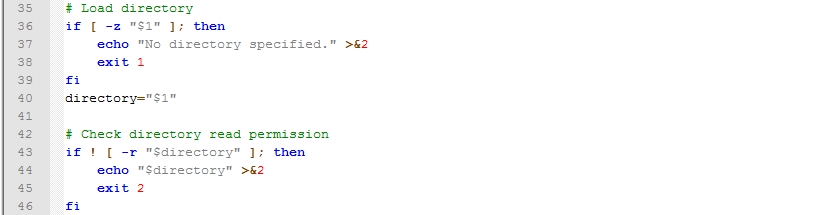 35 # Load directory
36 if [ -z "$1" ]; then
37     echo "No directory specified." >&2
38     exit 1
39 fi
40 directory="$1"
41
42 # Check directory read permission
43 if ! [ -r "$directory" ]; then
44     echo "$directory" >&2
45     exit 2
46 fi